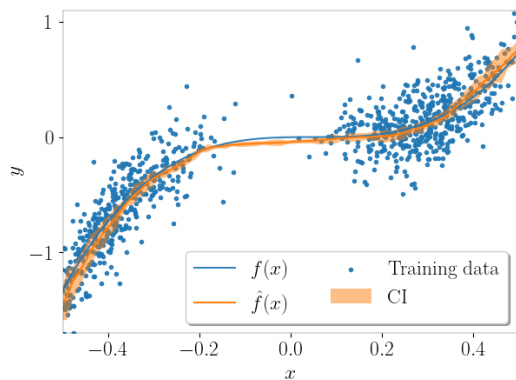 1
0
−1
y
−0.4
−0.2
0.0
0.2
0.4
x
f(x)
f̂(x)
Training data
CI